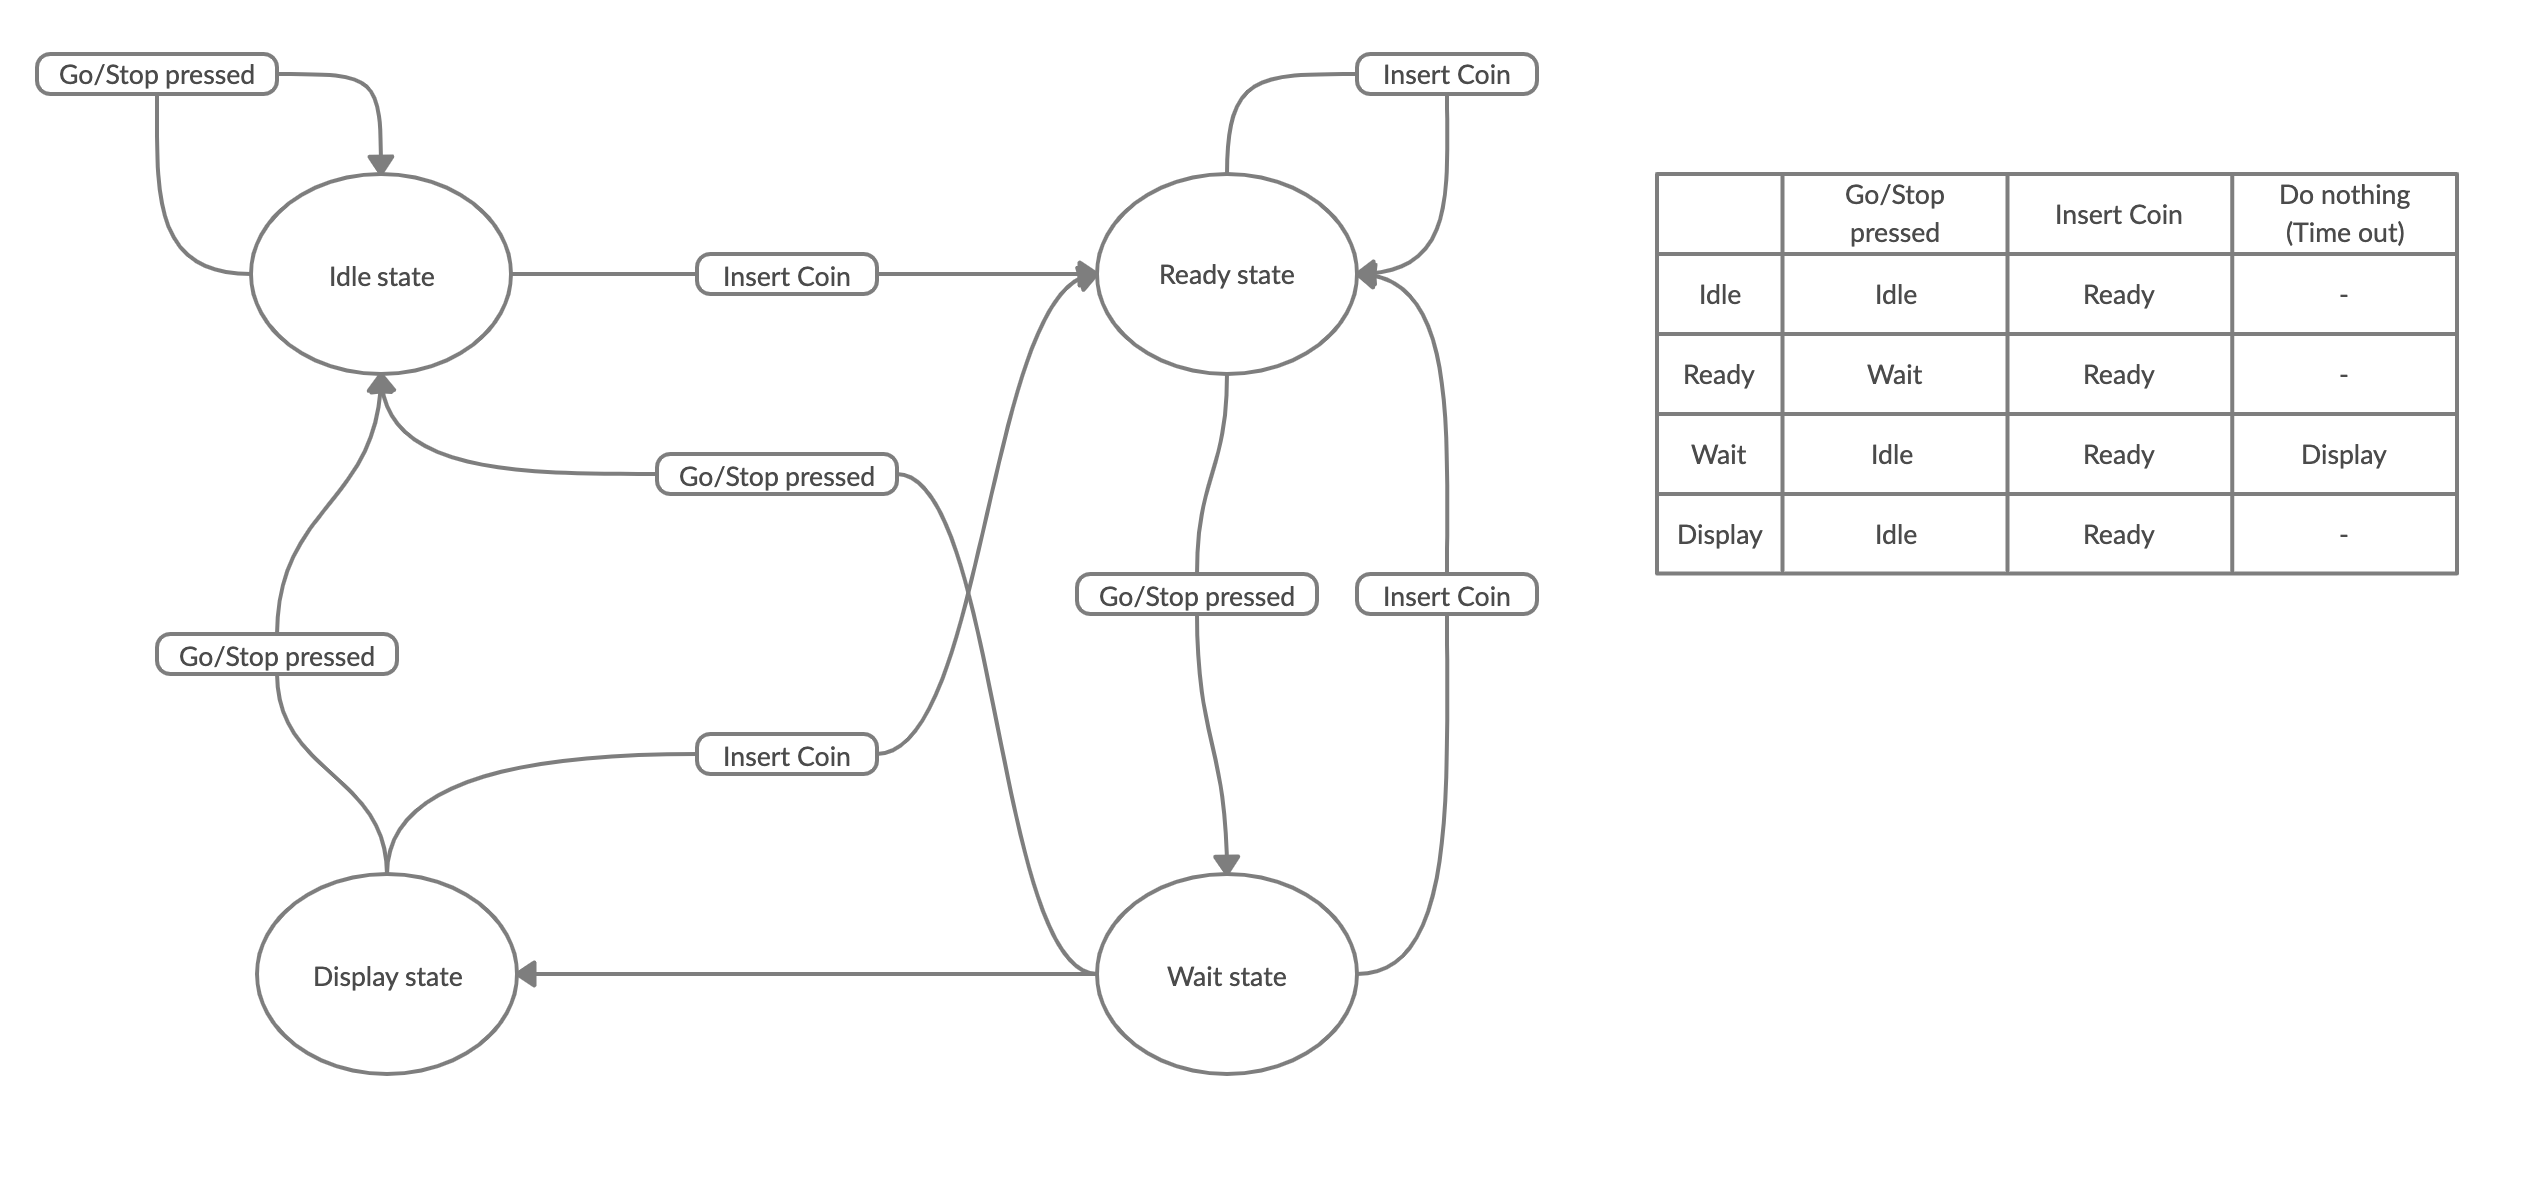 Go/Stop pressed
Insert Coin
Idle state
Insert Coin
Ready state
Go/Stop pressed
Go/Stop pressed
Insert Coin
Go/Stop pressed
Insert Coin
Display state
Wait state
Go/Stop
pressed
Insert Coin
Do nothing
(Time out)
Idle Idle Ready -
Ready Wait Ready -
Wait Idle Ready Display
Display Idle Ready -